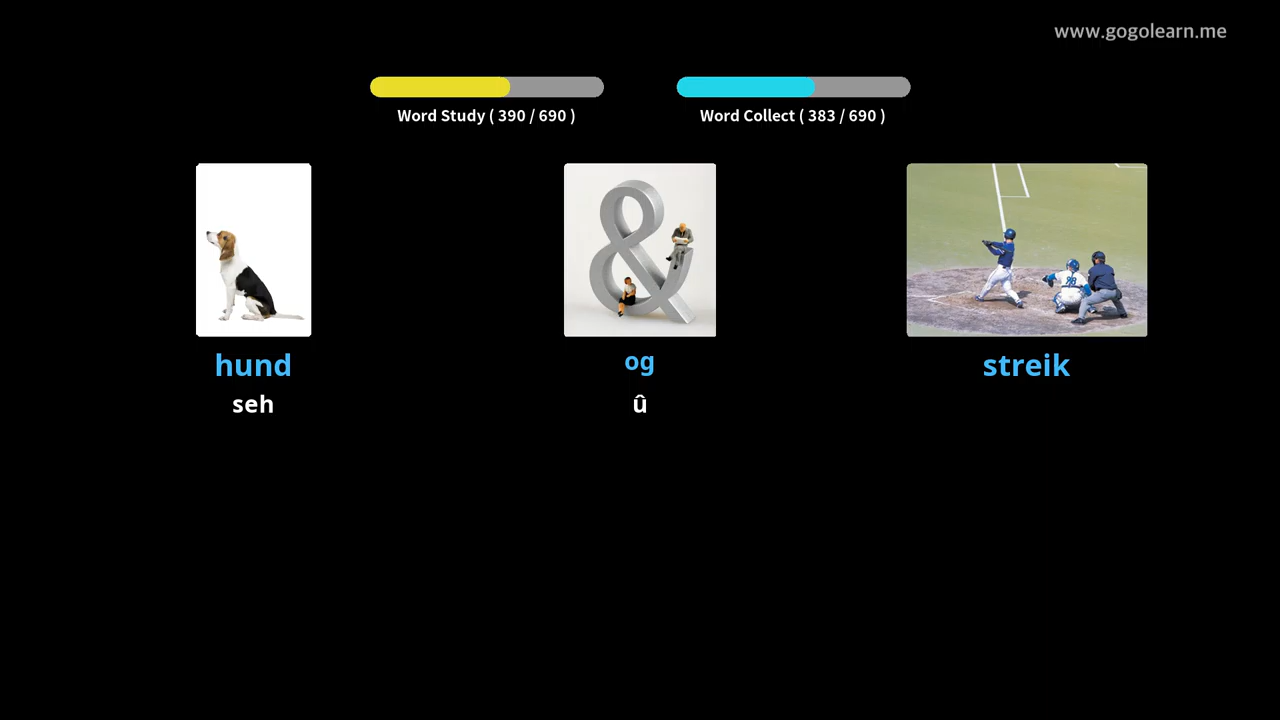 www.gogolearn.me
Word Study ( 390 / 690 )
Word Collect ( 383 / 690 )
hund
og
streik
seh
û